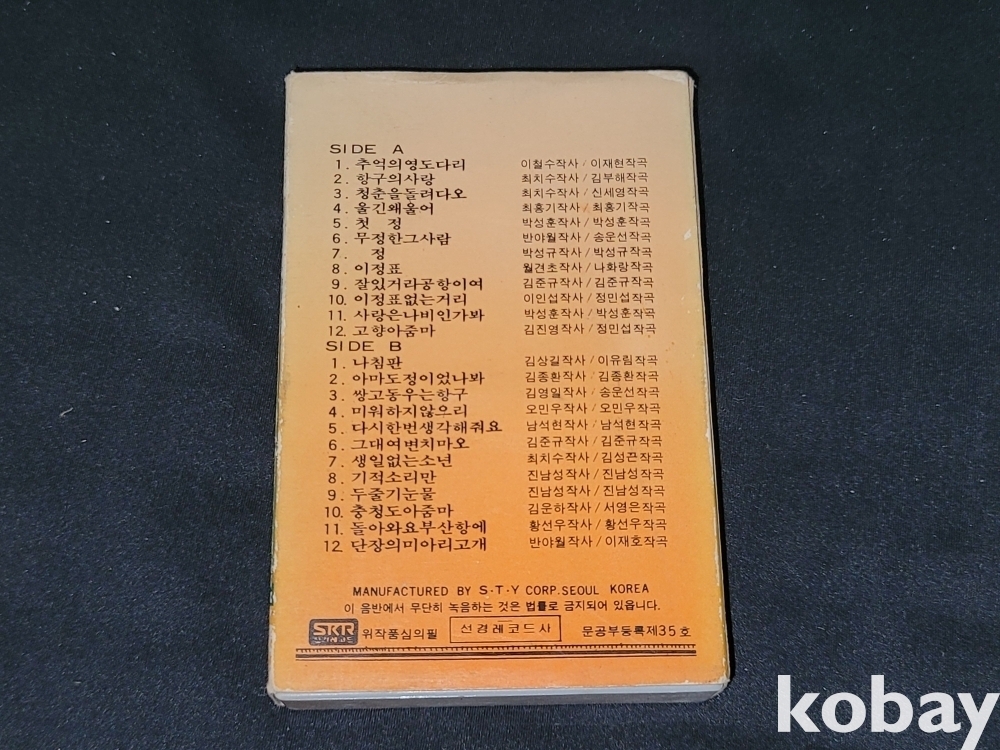 SIDE A
1. 추억의영도다리 이철수작사 / 이재현작곡
2. 항구의사랑 최치수작사 / 김부해작곡
3. 청춘을돌려다오 최치수작사 / 신세영작곡
4. 울긴왜울어 최홍기작사 / 최홍기작곡
5. 첫 정 박성훈작사 / 박성훈작곡
6. 무정한그사람 반야월작사 / 송운선작곡
7. 정 박성규작사 / 박성규작곡
8. 이정표 월견초작사 / 나화랑작곡
9. 잘있거라공항이여 김준규작사 / 김준규작곡
10. 이정표없는거리 이인섭작사 / 정민섭작곡
11. 사랑은나비인가봐 박성훈작사 / 박성훈작곡
12. 고향아줌마 김진영작사 / 정민섭작곡
SIDE B
1. 나침판 김상길작사 / 이유림작곡
2. 아마도정이었나봐 김종환작사 / 김종환작곡
3. 쌍고동우는항구 김영일작사 / 송운선작곡
4. 미워하지않으리 오민우작사 / 오민우작곡
5. 다시한번생각해줘요 남석현작사 / 남석현작곡
6. 그대여변치마오 김준규작사 / 김준규작곡
7. 생일없는소년 최치수작사 / 김성끈작곡
8. 기적소리만 진남성작사 / 진남성작곡
9. 두줄기눈물 진남성작사 / 진남성작곡
10. 충청도아줌마 김운하작사 / 서영은작곡
11. 돌아와요부산항에 황선우작사 / 황선우작곡
12. 단장의미아리고개 반야월작사 / 이재호작곡
MANUFACTURED BY S·T·Y CORP. SEOUL KOREA
이 음반에서 무단히 녹음하는 것은 법률로 금지되어 있읍니다.
SKR 선경레코드 위작품심의필 선경레코드사 문공부등록제35호
kobay